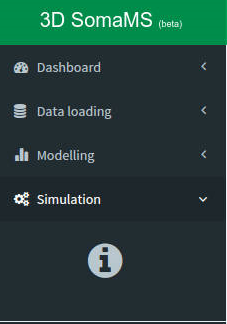 3D SomaMS (beta)
Dashboard
Data loading
Modelling
Simulation